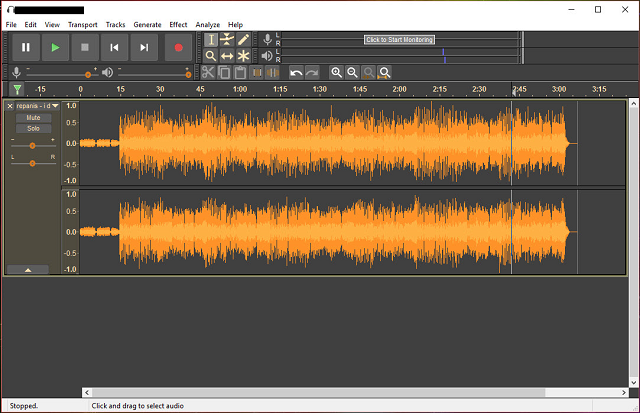 File Edit View Transport Tracks Generate Effect Analyze Help
L
R
Click to Start Monitoring
L
R
- +
- +
-15 0 15 30 45 1:00 1:15 1:30 1:45 2:00 2:15 2:30 2:45 3:00 3:15
repanis - i d
Mute
Solo
- +
L R
1.0
0.5
0.0
-0.5
-1.0
1.0
0.5
0.0
-0.5
-1.0
Stopped. Click and drag to select audio